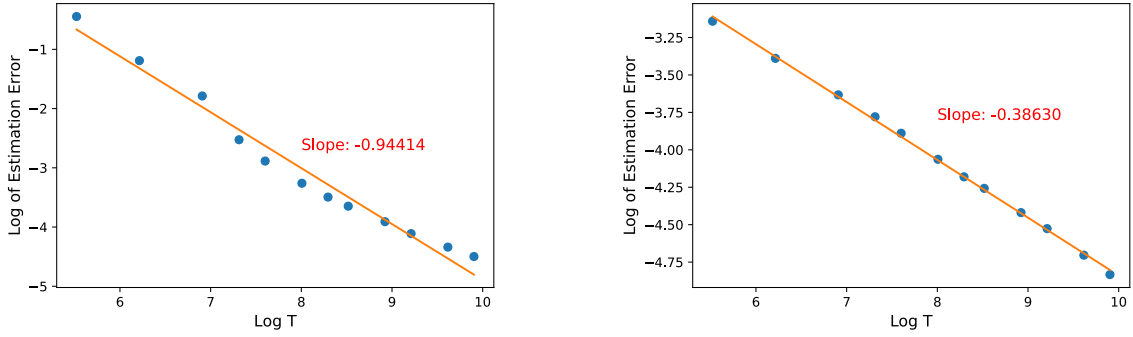 −1
−2
−3
−4
−5
6 7 8 9 10
Log T
Log of Estimation Error
Slope: -0.94414
−3.25
−3.50
−3.75
−4.00
−4.25
−4.50
−4.75
6 7 8 9 10
Log T
Log of Estimation Error
Slope: -0.38630